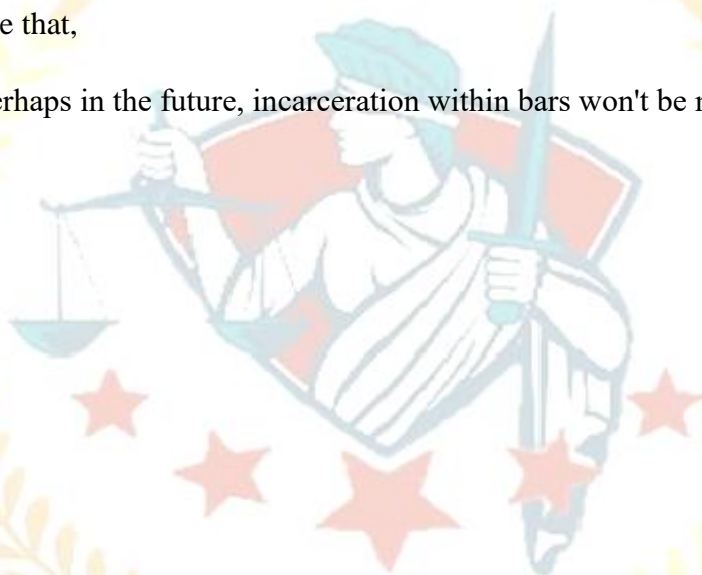 e that,
erhaps in the future, incarceration within bars won't be